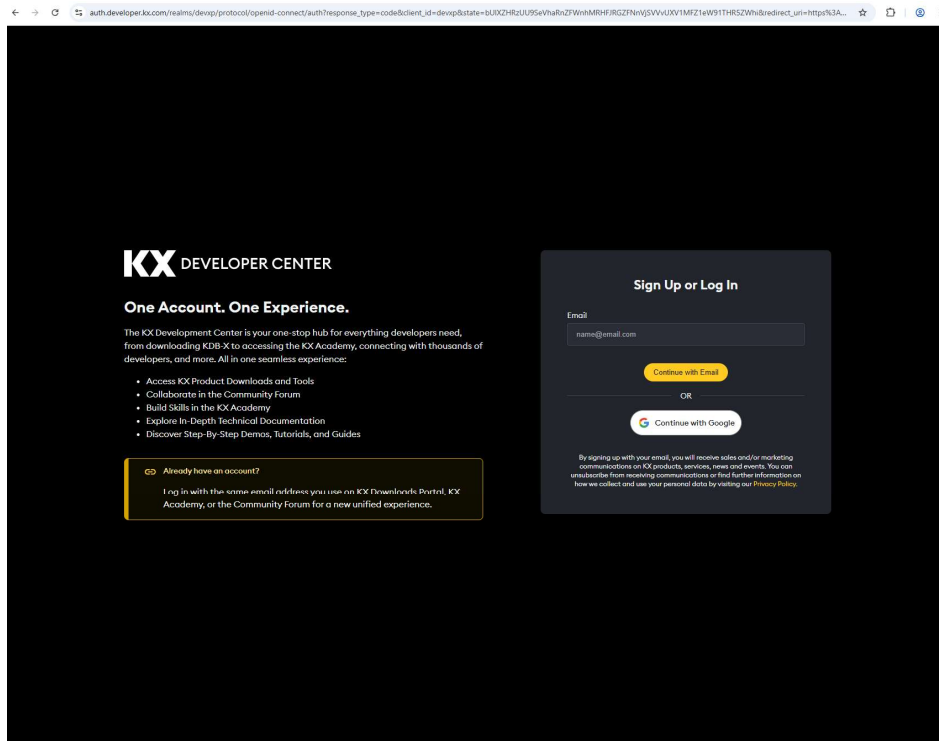 auth.developer.kx.com/realms/devxp/protocol/openid-connect/auth?response_type=code&client_id=devxp&state=bUlXZHRzUU9SeVhaRnZFWnhMRHFJRGZFNnVjSVVvUXV1MFZ1eW91THR5ZWhi&redirect_uri=https%3A...
KX DEVELOPER CENTER
One Account. One Experience.
The KX Development Center is your one-stop hub for everything developers need,
from downloading KDB-X to accessing the KX Academy, connecting with thousands of
developers, and more. All in one seamless experience:
• Access KX Product Downloads and Tools
• Collaborate in the Community Forum
• Build Skills in the KX Academy
• Explore In-Depth Technical Documentation
• Discover Step-By-Step Demos, Tutorials, and Guides
Already have an account?
Log in with the same email address you use on KX Downloads Portal, KX
Academy, or the Community Forum for a new unified experience.
Sign Up or Log In
Email
name@email.com
Continue with Email
OR
Continue with Google
By signing up with your email, you will receive sales and/or marketing
communications on KX products, services, news and events. You can
unsubscribe from receiving communications or find further information on
how we collect and use your personal data by visiting our Privacy Policy.